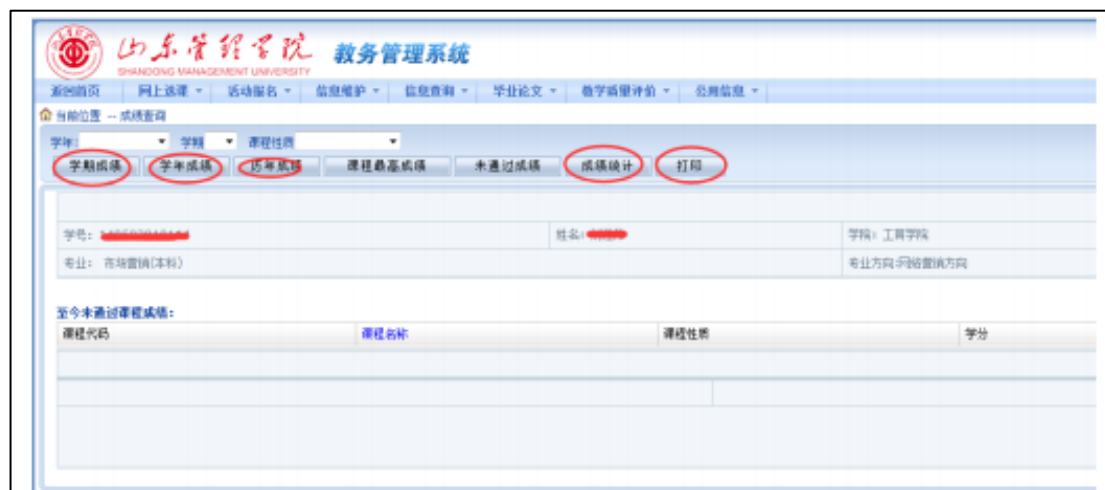 山东管理学院 教务管理系统
SHANDONG MANAGEMENT UNIVERSITY
返回首页 网上选课 活动报名 信息维护 信息查询 毕业论文 教学质量评价 公用信息
当前位置 -- 成绩查询
学年: 学期 课程性质
学期成绩 学年成绩 历年成绩 课程最高成绩 未通过成绩 成绩统计 打印
学号: 姓名: 学院: 工商学院
专业: 市场营销(本科) 专业方向:网络营销方向
至今未通过课程成绩:
课程代码 课程名称 课程性质 学分